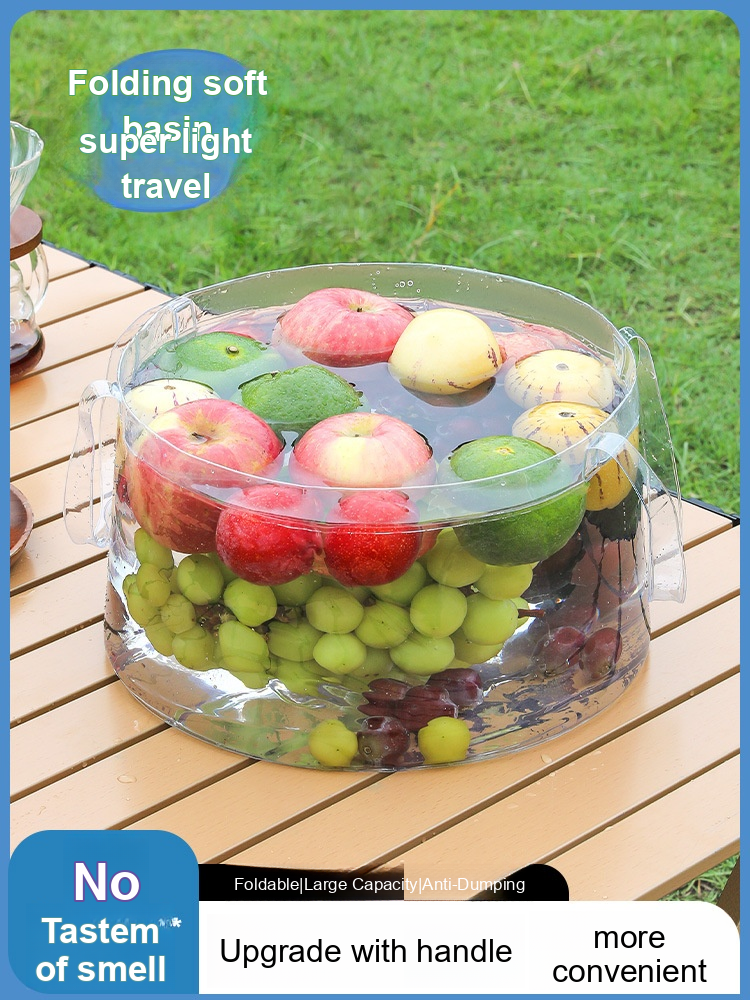 Folding soft
basin
super light
travel
No
Tastem
of smell
Foldable|Large Capacity|Anti-Dumping
Upgrade with handle
more
convenient